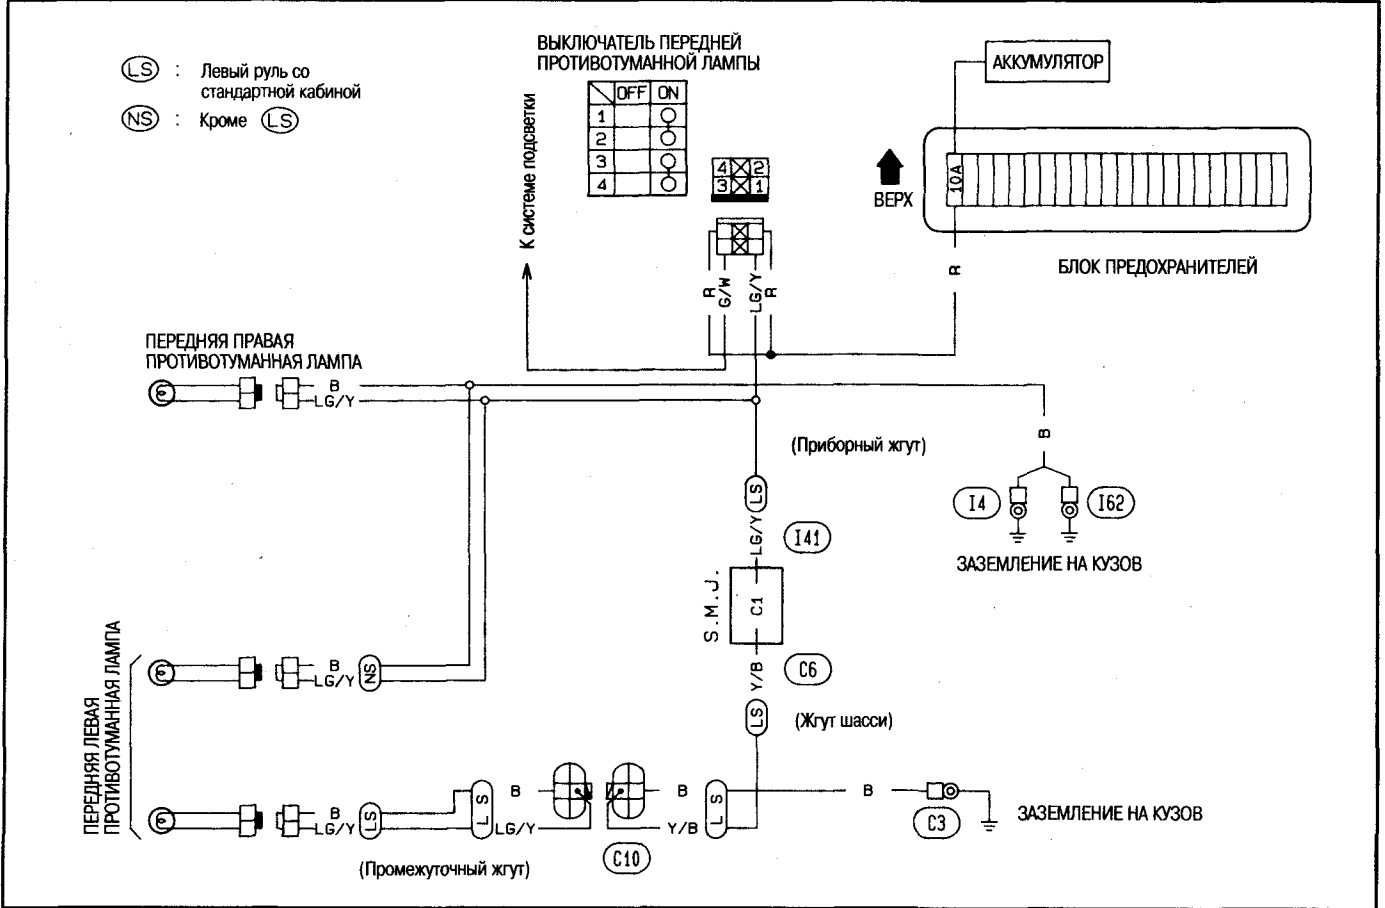 LS : Левый руль со
стандартной кабиной
NS : Кроме LS
ВЫКЛЮЧАТЕЛЬ ПЕРЕДНЕЙ
ПРОТИВОТУМАННОЙ ЛАМПЫ
OFF ON
1
2
3
4
К системе подсветки
4 2
3 1
АККУМУЛЯТОР
ВЕРХ
10A
БЛОК ПРЕДОХРАНИТЕЛЕЙ
R
R
G/W
LG/Y
R
ПЕРЕДНЯЯ ПРАВАЯ
ПРОТИВОТУМАННАЯ ЛАМПА
B
LG/Y
(Приборный жгут)
B
LS
I4
I62
ЗАЗЕМЛЕНИЕ НА КУЗОВ
LG/Y
I41
S.M.J.
C1
Y/B
C6
LS
(Жгут шасси)
ПЕРЕДНЯЯ ЛЕВАЯ
ПРОТИВОТУМАННАЯ ЛАМПА
B
LG/Y
NS
B
LG/Y
LS
LS
B
LG/Y
B
Y/B
LS
B
C3
ЗАЗЕМЛЕНИЕ НА КУЗОВ
C10
(Промежуточный жгут)